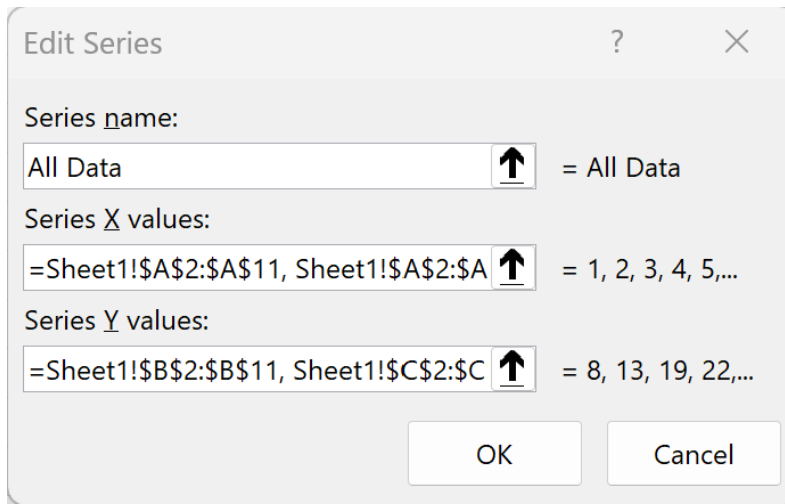 Edit Series ?
Series name:
All Data = All Data
Series X values:
=Sheet1!$A$2:$A$11, Sheet1!$A$2:$A = 1, 2, 3, 4, 5,...
Series Y values:
=Sheet1!$B$2:$B$11, Sheet1!$C$2:$C = 8, 13, 19, 22,...
OK Cancel